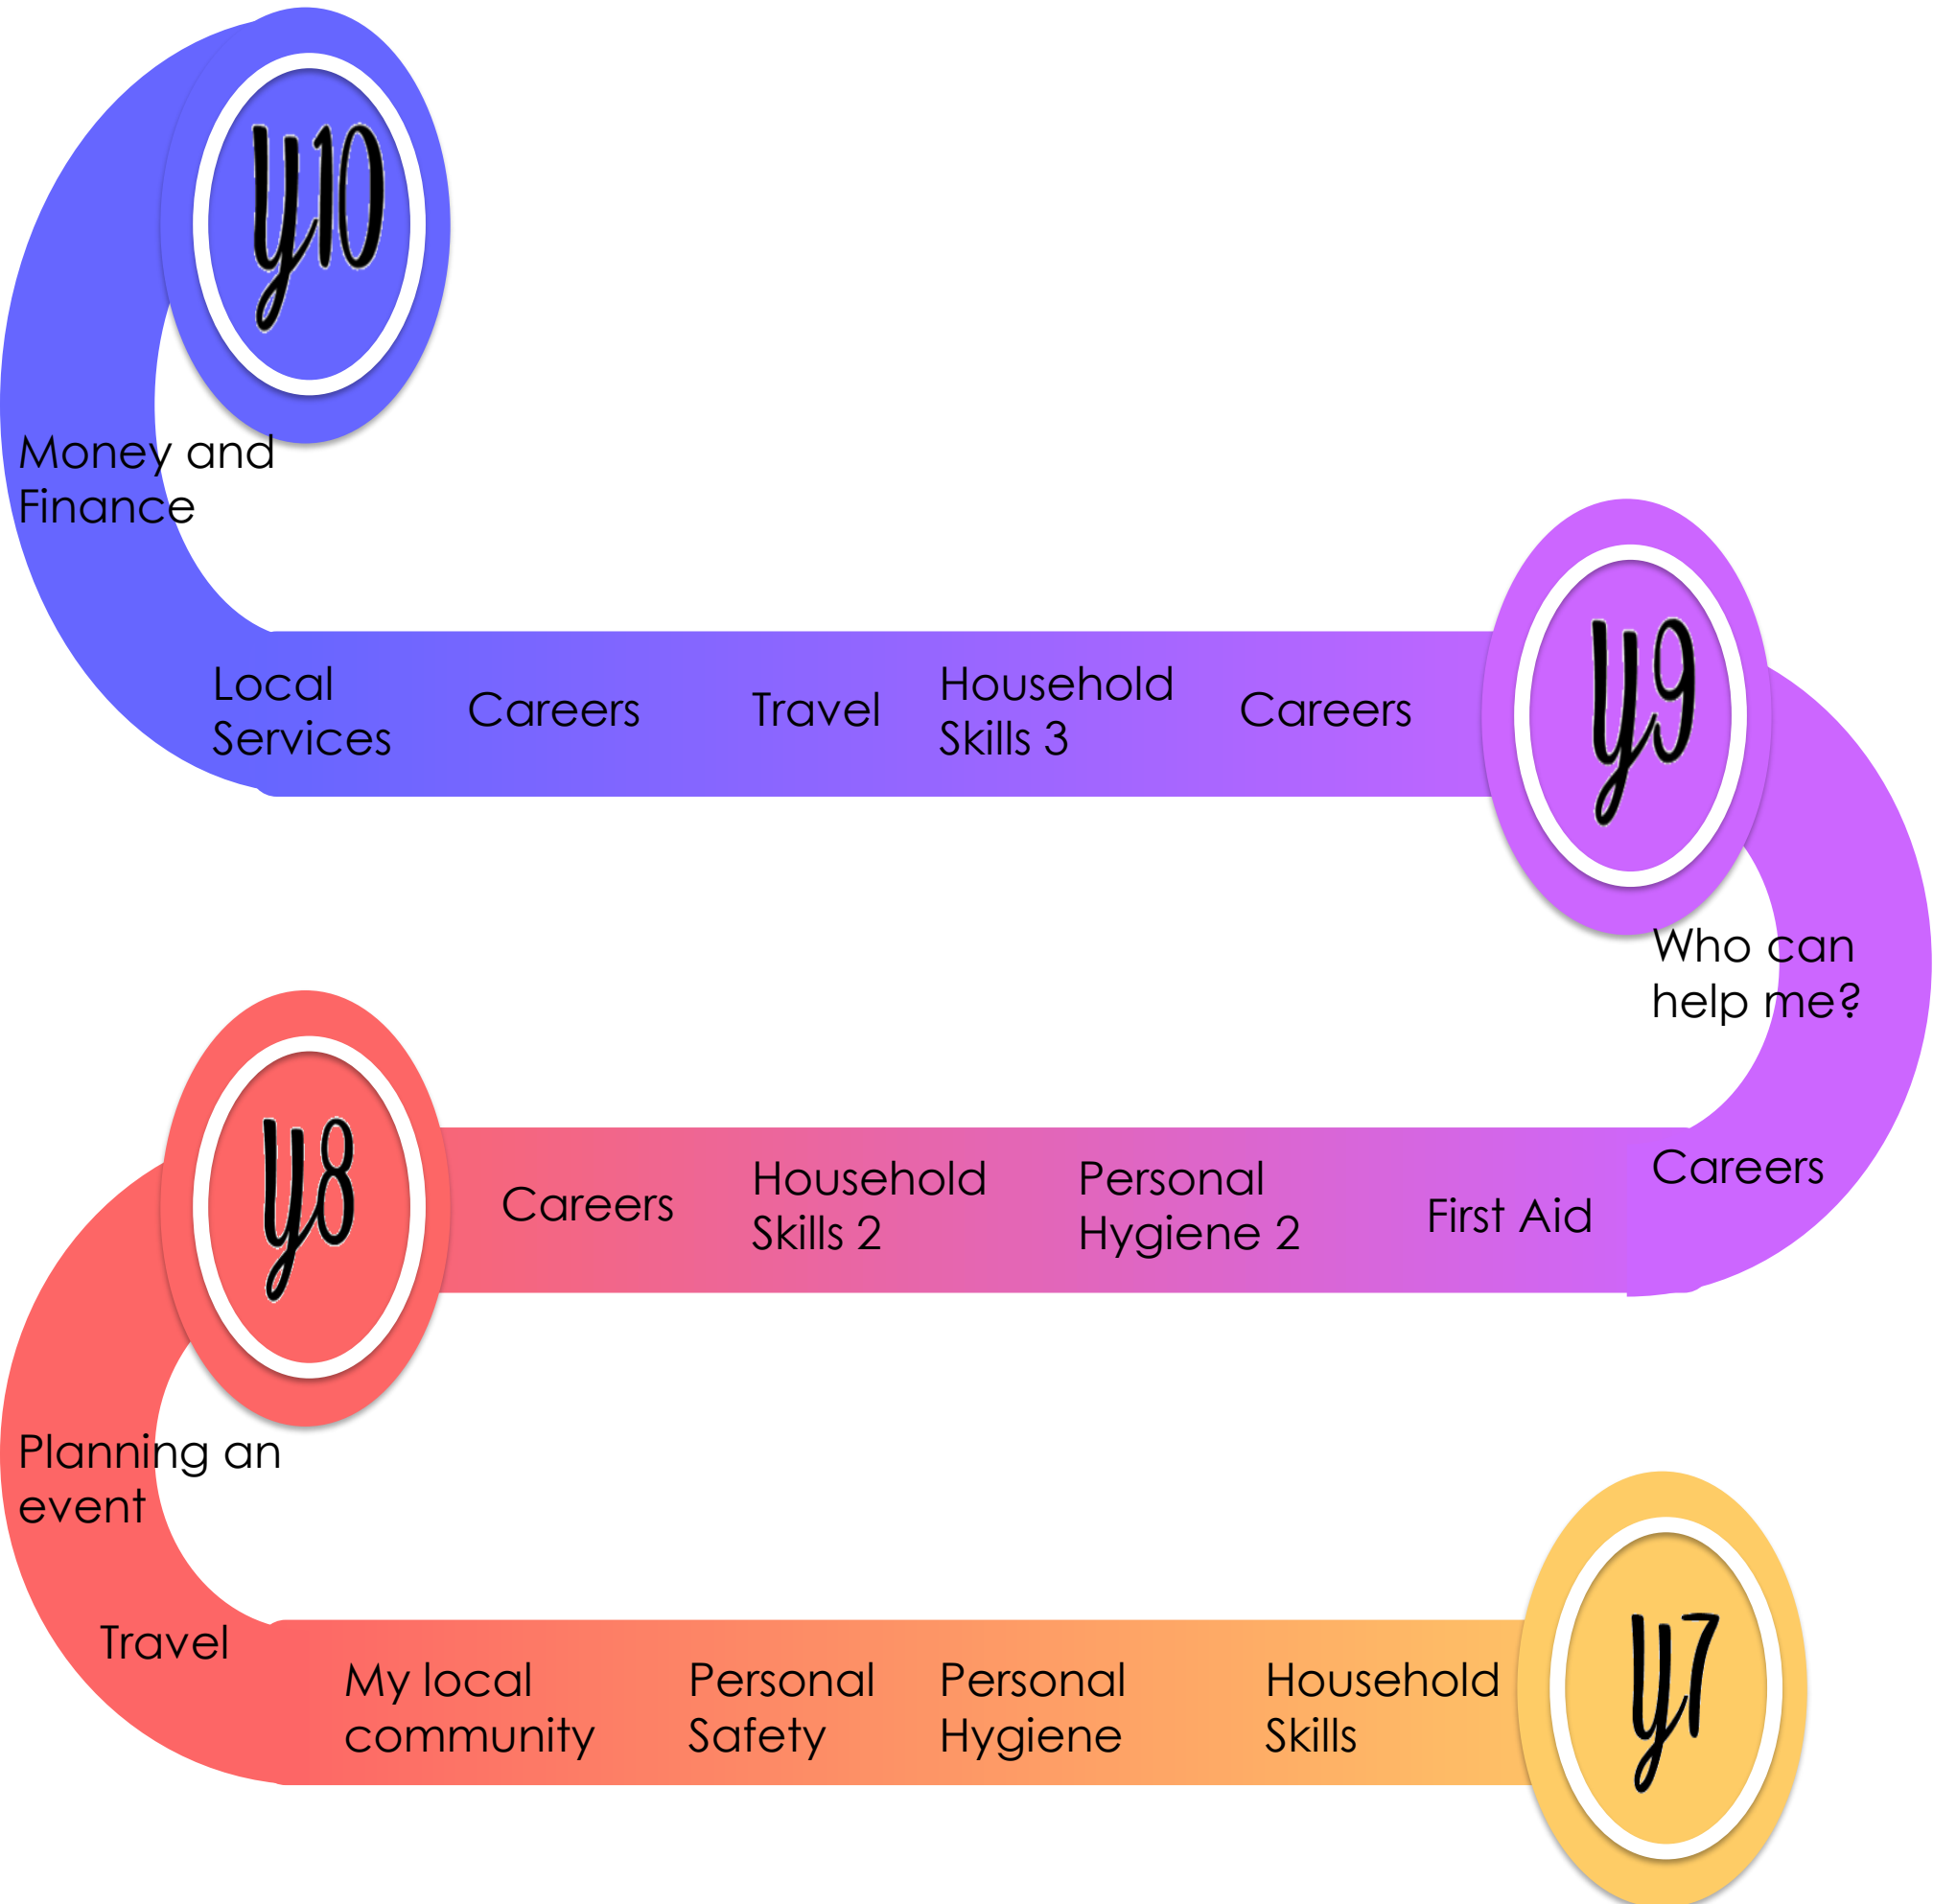 y10
Money and
Finance
Local
Services
Careers
Travel
Household
Skills 3
Careers
y9
Who can
help me?
y8
Careers
Household
Skills 2
Personal
Hygiene 2
First Aid
Careers
Planning an
event
Travel
My local
community
Personal
Safety
Personal
Hygiene
Household
Skills
y7